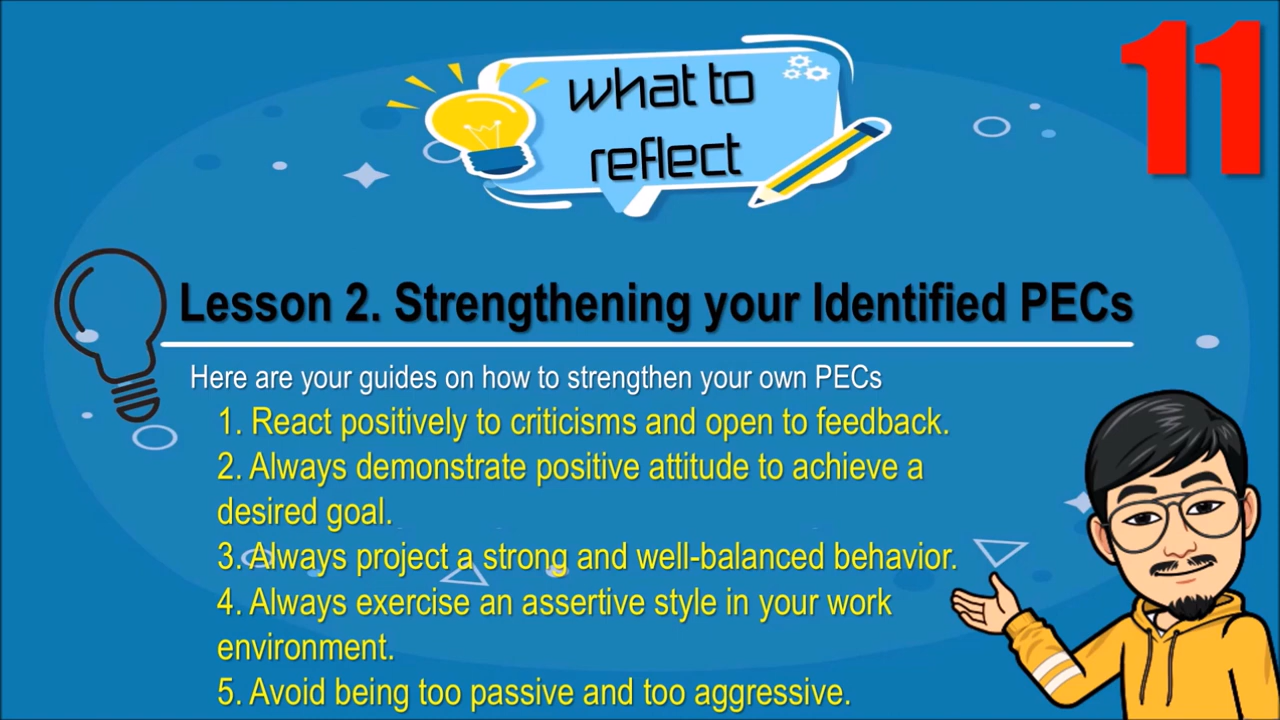 11
what to
reflect
Lesson 2. Strengthening your Identified PECs
Here are your guides on how to strengthen your own PECs
1. React positively to criticisms and open to feedback.
2. Always demonstrate positive attitude to achieve a
desired goal.
3. Always project a strong and well-balanced behavior.
4. Always exercise an assertive style in your work
environment.
5. Avoid being too passive and too aggressive.